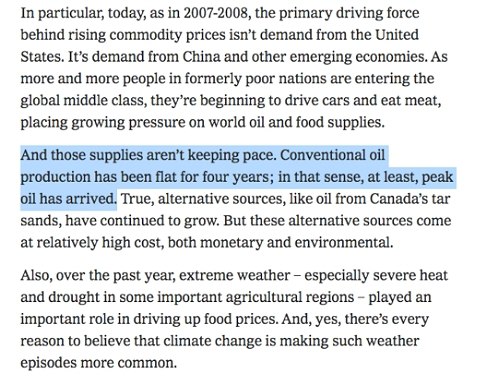 In particular, today, as in 2007-2008, the primary driving force
behind rising commodity prices isn’t demand from the United
States. It’s demand from China and other emerging economies. As
more and more people in formerly poor nations are entering the
global middle class, they’re beginning to drive cars and eat meat,
placing growing pressure on world oil and food supplies.
And those supplies aren’t keeping pace. Conventional oil
production has been flat for four years; in that sense, at least, peak
oil has arrived. True, alternative sources, like oil from Canada’s tar
sands, have continued to grow. But these alternative sources come
at relatively high cost, both monetary and environmental.
Also, over the past year, extreme weather – especially severe heat
and drought in some important agricultural regions – played an
important role in driving up food prices. And, yes, there’s every
reason to believe that climate change is making such weather
episodes more common.